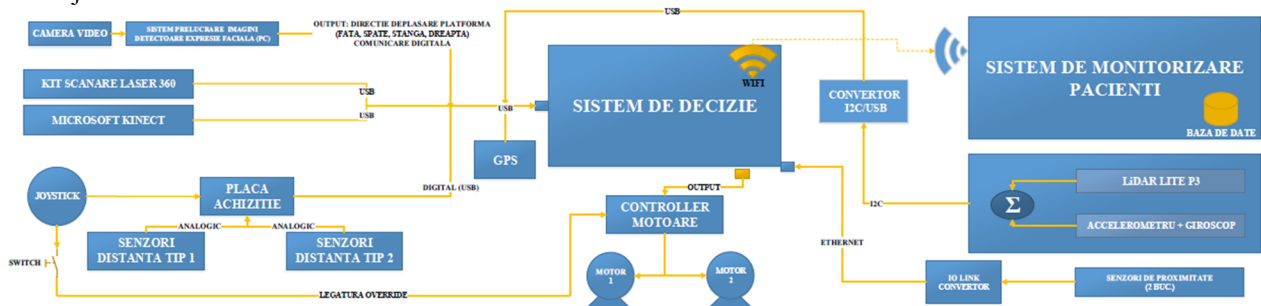 CAMERA VIDEO
SISTEM PRELUCRARE IMAGINI
DETECTOARE EXPRESIE FACIALA (PC)
OUTPUT: DIRECTIE DEPLASARE PLATFORMA
(FATA, SPATE, STANGA, DREAPTA)
COMUNICARE DIGITALA
USB
KIT SCANARE LASER 360
USB
MICROSOFT KINECT
USB
USB
GPS
SISTEM DE DECIZIE
WIFI
CONVERTOR
I2C/USB
SISTEM DE MONITORIZARE
PACIENTI
BAZA DE DATE
JOYSTICK
PLACA
ACHIZITIE
DIGITAL (USB)
ANALOGIC
ANALOGIC
SENZORI
DISTANTA TIP 1
SENZORI
DISTANTA TIP 2
SWITCH
LEGATURA OVERRIDE
OUTPUT
CONTROLLER
MOTOARE
MOTOR
1
MOTOR
2
I2C
Σ
LiDAR LITE P3
ACCELEROMETRU + GIROSCOP
ETHERNET
IO LINK
CONVERTOR
SENZORI DE PROXIMITATE
(2 BUC.)